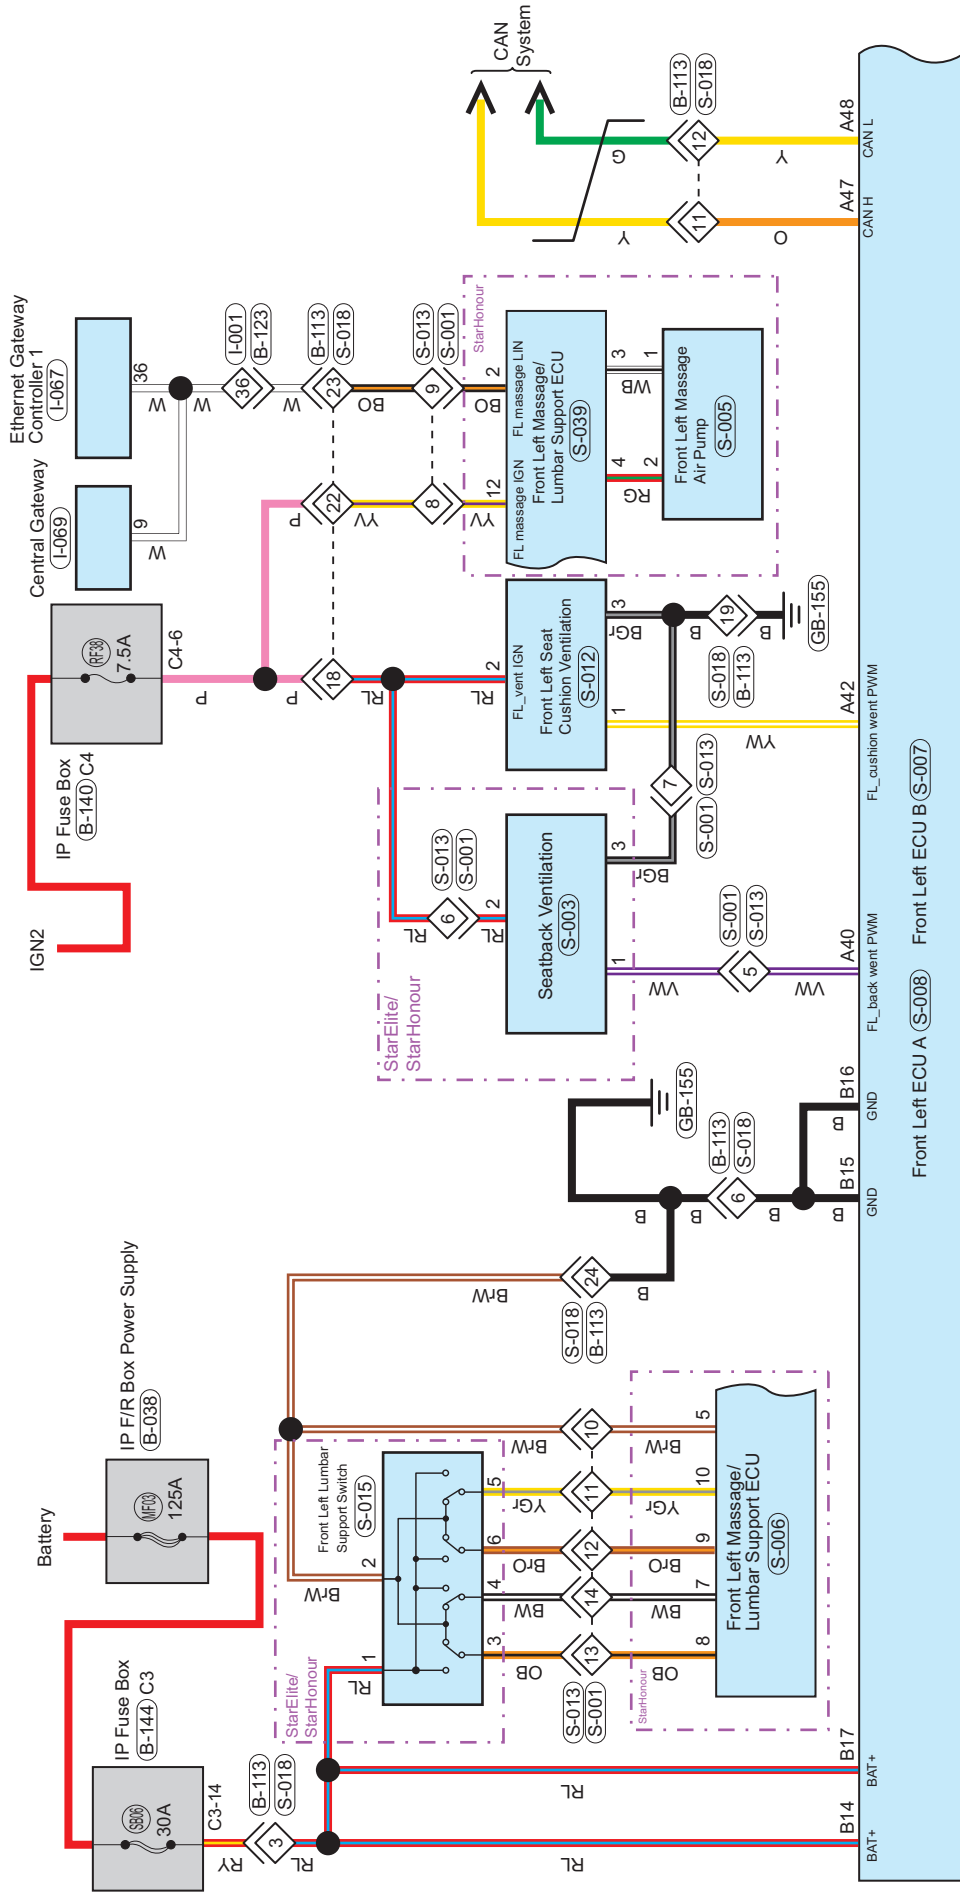 Battery
IP F/R Box Power Supply
B-038
MF03
125A
IP Fuse Box
B-144 C3
SB06
30A
C3-14
RY
B-113
S-018
3
RL
RL
RL
B14
BAT+
B17
BAT+
StarElite/
StarHonour
Front Left Lumbar
Support Switch
S-015
1
RL
2
BrW
3
4
6
5
OB
BW
BrO
YGr
BrW
S-013
S-001
13
14
12
11
10
OB
BW
BrO
YGr
BrW
8
7
9
10
5
StarHonour
Front Left Massage/
Lumbar Support ECU
S-006
BrW
S-018
B-113
24
B
B
B
GB-155
B-113
S-018
6
B
B
B
B15
GND
B16
GND
IGN2
IP Fuse Box
B-140 C4
RF38
7.5A
C4-6
P
P
P
18
RL
RL
22
YV
YV
StarElite/
StarHonour
S-013
S-001
6
RL
RL
2
Seatback Ventilation
S-003
1
3
VW
BGr
S-001
S-013
5
VW
A40
FL_back went PWM
2
FL_vent IGN
Front Left Seat
Cushion Ventilation
S-012
1
3
BGr
YW
7
S-001
S-013
S-013
S-018
B-113
19
B
B
GB-155
A42
FL_cushion went PWM
Central Gateway
I-069
9
W
Ethernet Gateway
Controller 1
I-067
36
W
W
I-001
B-123
36
W
B-113
S-018
23
BO
S-013
S-001
9
8
BO
StarHonour
12
2
FL massage IGN
FL massage LIN
Front Left Massage/
Lumbar Support ECU
S-039
4
3
RG
WB
2
1
Front Left Massage
Air Pump
S-005
CAN
System
Y
G
B-113
S-018
11
12
O
Y
A47
CAN H
A48
CAN L
Front Left ECU A S-008
Front Left ECU B S-007